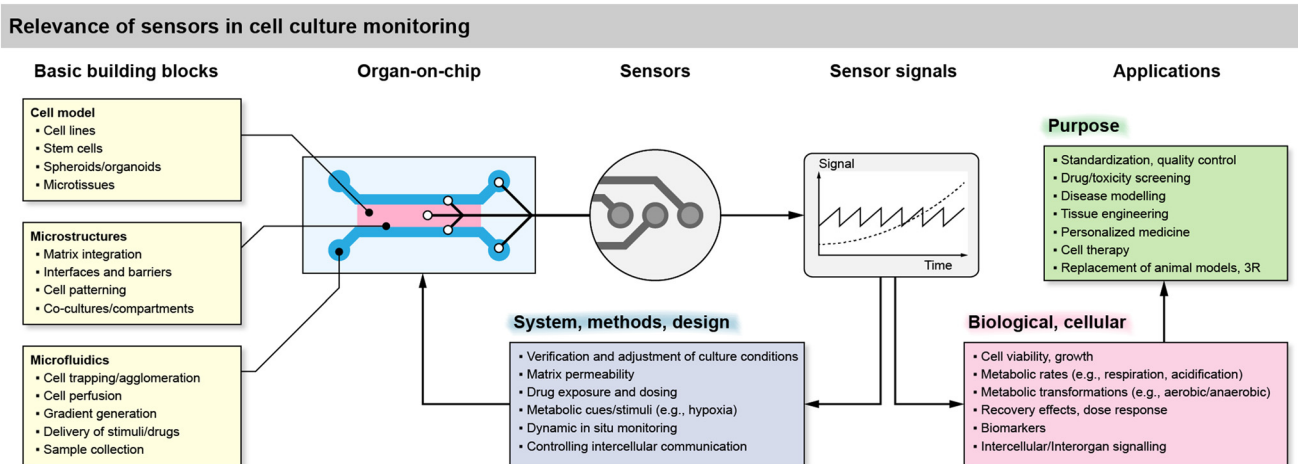 Relevance of sensors in cell culture monitoring
Basic building blocks
Organ-on-chip
Sensors
Sensor signals
Applications
Cell model
▪ Cell lines
▪ Stem cells
▪ Spheroids/organoids
▪ Microtissues
Microstructures
▪ Matrix integration
▪ Interfaces and barriers
▪ Cell patterning
▪ Co-cultures/compartments
Microfluidics
▪ Cell trapping/agglomeration
▪ Cell perfusion
▪ Gradient generation
▪ Delivery of stimuli/drugs
▪ Sample collection
Signal
Time
System, methods, design
▪ Verification and adjustment of culture conditions
▪ Matrix permeability
▪ Drug exposure and dosing
▪ Metabolic cues/stimuli (e.g., hypoxia)
▪ Dynamic in situ monitoring
▪ Controlling intercellular communication
Purpose
▪ Standardization, quality control
▪ Drug/toxicity screening
▪ Disease modelling
▪ Tissue engineering
▪ Personalized medicine
▪ Cell therapy
▪ Replacement of animal models, 3R
Biological, cellular
▪ Cell viability, growth
▪ Metabolic rates (e.g., respiration, acidification)
▪ Metabolic transformations (e.g., aerobic/anaerobic)
▪ Recovery effects, dose response
▪ Biomarkers
▪ Intercellular/Interorgan signalling